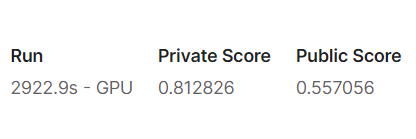 Run Private Score Public Score
2922.9s - GPU 0.812826 0.557056